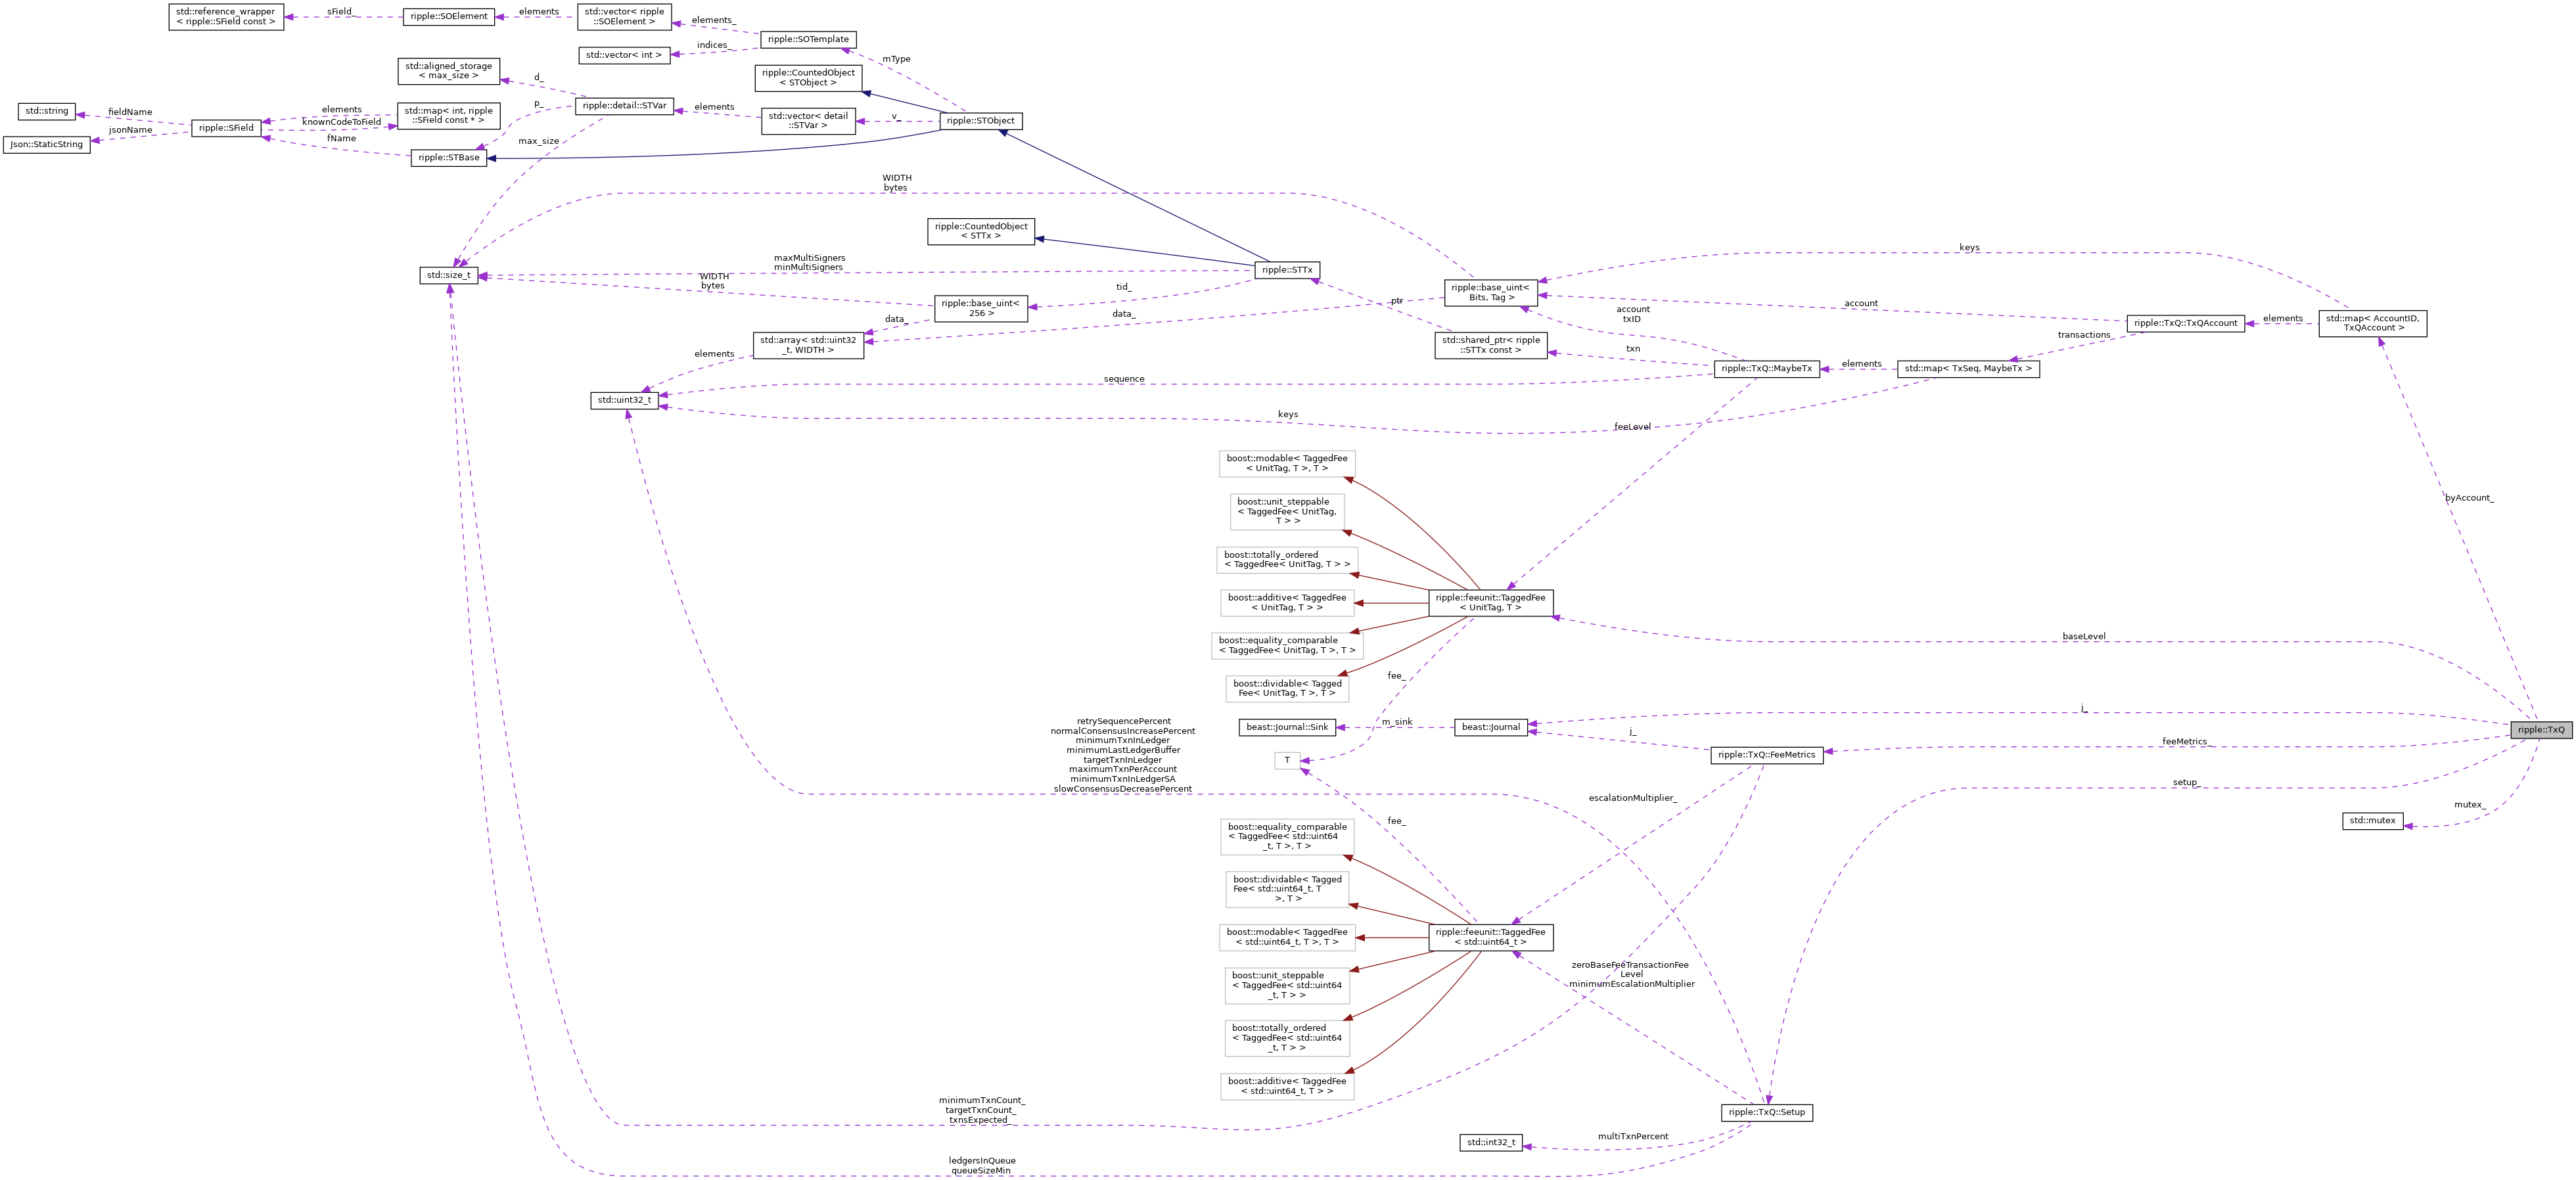 std::reference_wrapper
< ripple::SField const >
sField_
ripple::SOElement
elements
std::vector< ripple
::SOElement >
elements_
ripple::SOTemplate
std::vector< int >
indices_
mType
std::aligned_storage
< max_size >
d_
ripple::CountedObject
< STObject >
std::string
fieldName
Json::StaticString
jsonName
ripple::SField
elements
knownCodeToField
fName
std::map< int, ripple
::SField const * >
p_
ripple::detail::STVar
elements
std::vector< detail
::STVar >
v_
ripple::STObject
ripple::STBase
max_size
WIDTH
bytes
ripple::CountedObject
< STTx >
keys
std::size_t
maxMultiSigners
minMultiSigners
ripple::STTx
WIDTH
bytes
ripple::base_uint<
256 >
tid_
ripple::base_uint<
Bits, Tag >
ptr
data_
data_
account
txID
account
std::array< std::uint32
_t, WIDTH >
elements
std::shared_ptr< ripple
::STTx const >
txn
ripple::TxQ::TxQAccount
elements
std::map< AccountID,
TxQAccount >
transactions
ripple::TxQ::MaybeTx
elements
std::map< TxSeq, MaybeTx >
sequence
std::uint32_t
keys
feeLevel
byAccount_
boost::modable< TaggedFee
< UnitTag, T >, T >
boost::unit_steppable
< TaggedFee< UnitTag,
T > >
boost::totally_ordered
< TaggedFee< UnitTag, T > >
boost::additive< TaggedFee
< UnitTag, T > >
boost::equality_comparable
< TaggedFee< UnitTag, T >, T >
boost::dividable< Tagged
Fee< UnitTag, T >, T >
ripple::feeunit::TaggedFee
< UnitTag, T >
baseLevel
fee_
beast::Journal::Sink
m_sink
beast::Journal
j_
j_
ripple::TxQ
feeMetrics_
ripple::TxQ::FeeMetrics
T
setup_
retrySequencePercent
normalConsensusIncreasePercent
minimumTxnInLedger
minimumLastLedgerBuffer
targetTxnInLedger
maximumTxnPerAccount
minimumTxnInLedgerSA
slowConsensusDecreasePercent
escalationMultiplier_
mutex_
std::mutex
fee_
boost::equality_comparable
< TaggedFee< std::uint64
_t, T >, T >
boost::dividable< Tagged
Fee< std::uint64_t, T
>, T >
boost::modable< TaggedFee
< std::uint64_t, T >, T >
boost::unit_steppable
< TaggedFee< std::uint64
_t, T > >
boost::totally_ordered
< TaggedFee< std::uint64
_t, T > >
boost::additive< TaggedFee
< std::uint64_t, T > >
ripple::feeunit::TaggedFee
< std::uint64_t >
zeroBaseFeeTransactionFee
Level
minimumEscalationMultiplier
minimumTxnCount_
targetTxnCount_
txnsExpected_
ripple::TxQ::Setup
multiTxnPercent
std::int32_t
ledgersInQueue
queueSizeMin